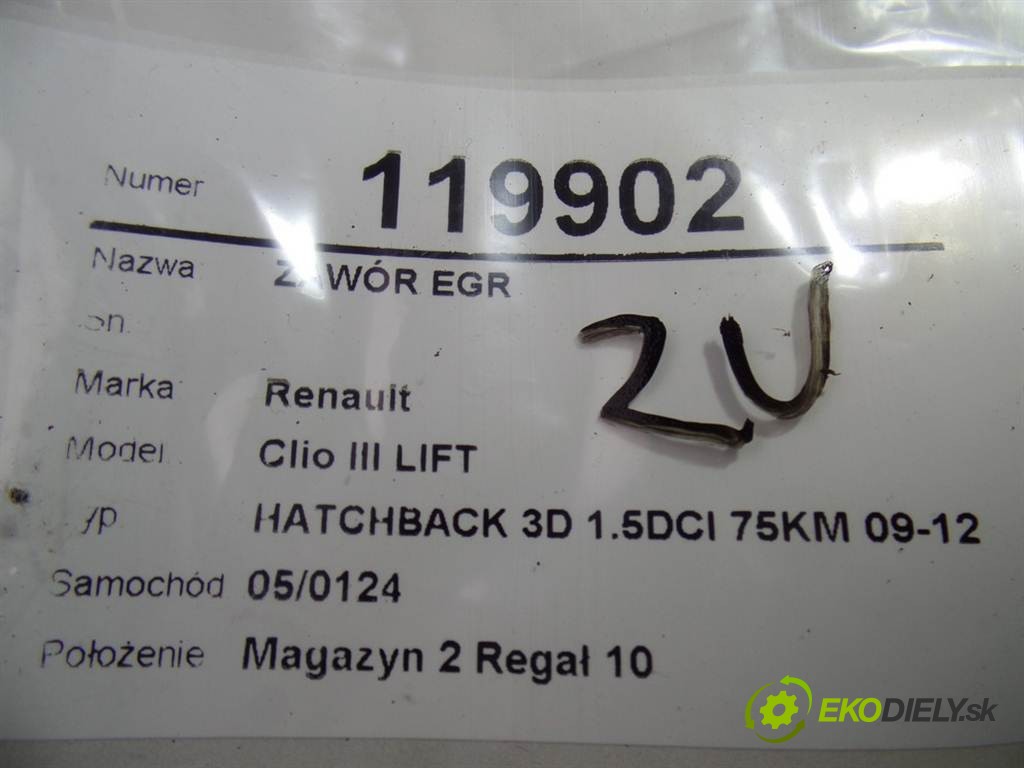 Numer 119902
Nazwa ZAWÓR EGR
ZU
Marka Renault
Model Clio III LIFT
HATCHBACK 3D 1.5DCI 75KM 09-12
Samochód 05/0124
Położenie Magazyn 2 Regał 10
EKODIELY.sk